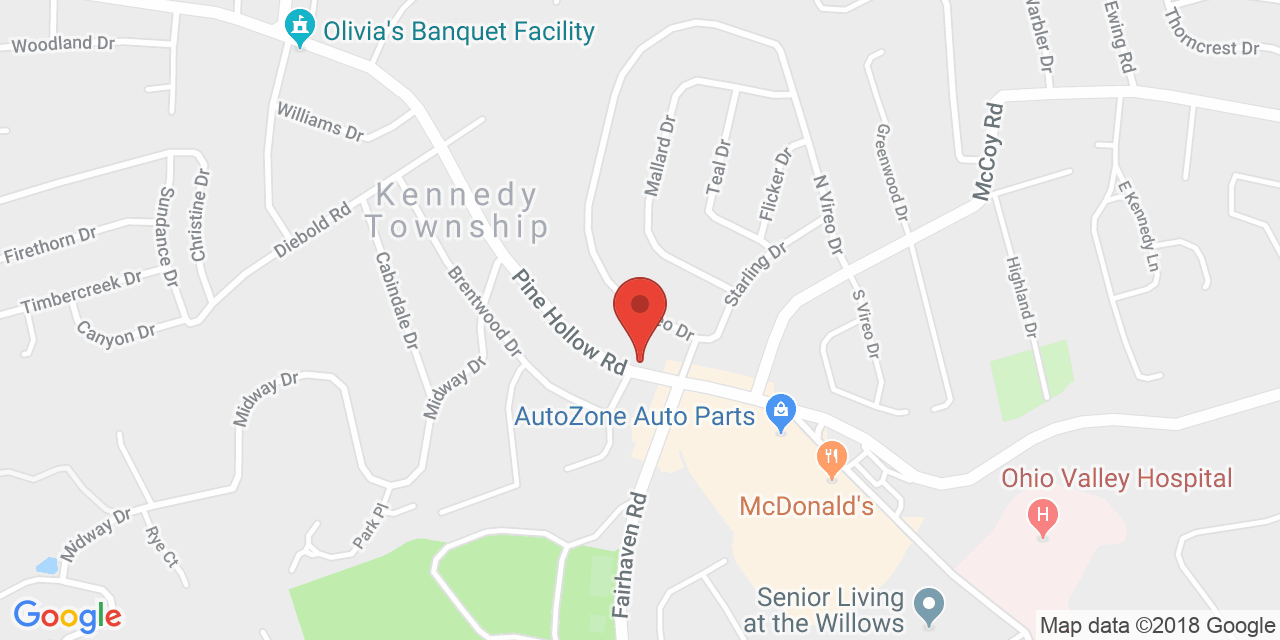 Woodland Dr
Olivia's Banquet Facility
Warbler Dr
Ewing Rd
Thorncrest Dr
Williams Dr
Mallard Dr
Teal Dr
Flicker Dr
Greenwood Dr
McCoy Rd
Kennedy
Township
Sundance Dr
Christine Dr
Diebold Rd
N Vireo Dr
E Kennedy Ln
Firethorn Dr
Timbercreek Dr
Canyon Dr
Cabindale Dr
Brentwood Dr
Pine Hollow Rd
Starling Dr
eo Dr
S Vireo Dr
Highland Dr
Midway Dr
Midway Dr
AutoZone Auto Parts
McDonald's
Ohio Valley Hospital
H
Midway Dr
Rye Ct
Park Pl
Fairhaven Rd
Senior Living
at the Willows
Google
Map data ©2018 Google